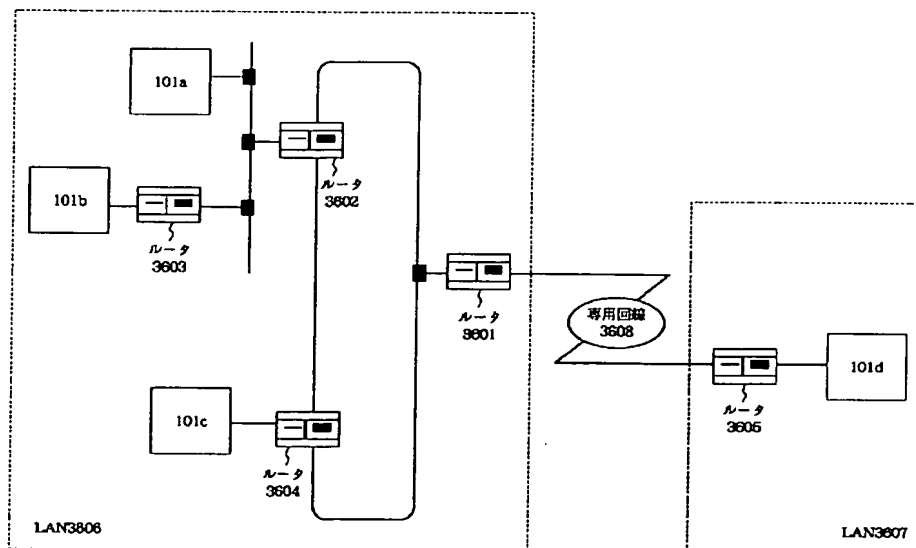 101a
ルータ
3602
101b
ルータ
3603
ルータ
3601
専用回線
3608
ルータ
3605
101d
101c
ルータ
3604
LAN3606
LAN3607